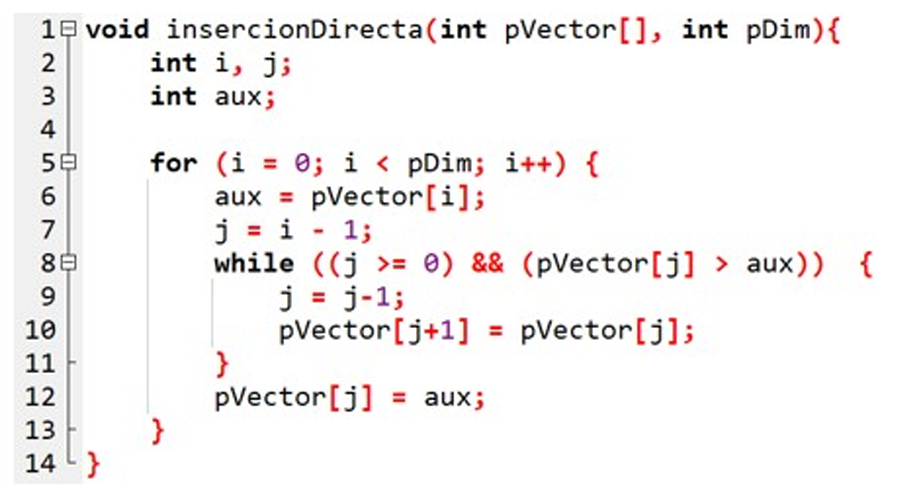 1 void insercionDirecta(int pVector[], int pDim){
2     int i, j;
3     int aux;
4
5     for (i = 0; i < pDim; i++) {
6         aux = pVector[i];
7         j = i - 1;
8         while ((j >= 0) && (pVector[j] > aux))  {
9             j = j-1;
10             pVector[j+1] = pVector[j];
11         }
12         pVector[j] = aux;
13     }
14 }